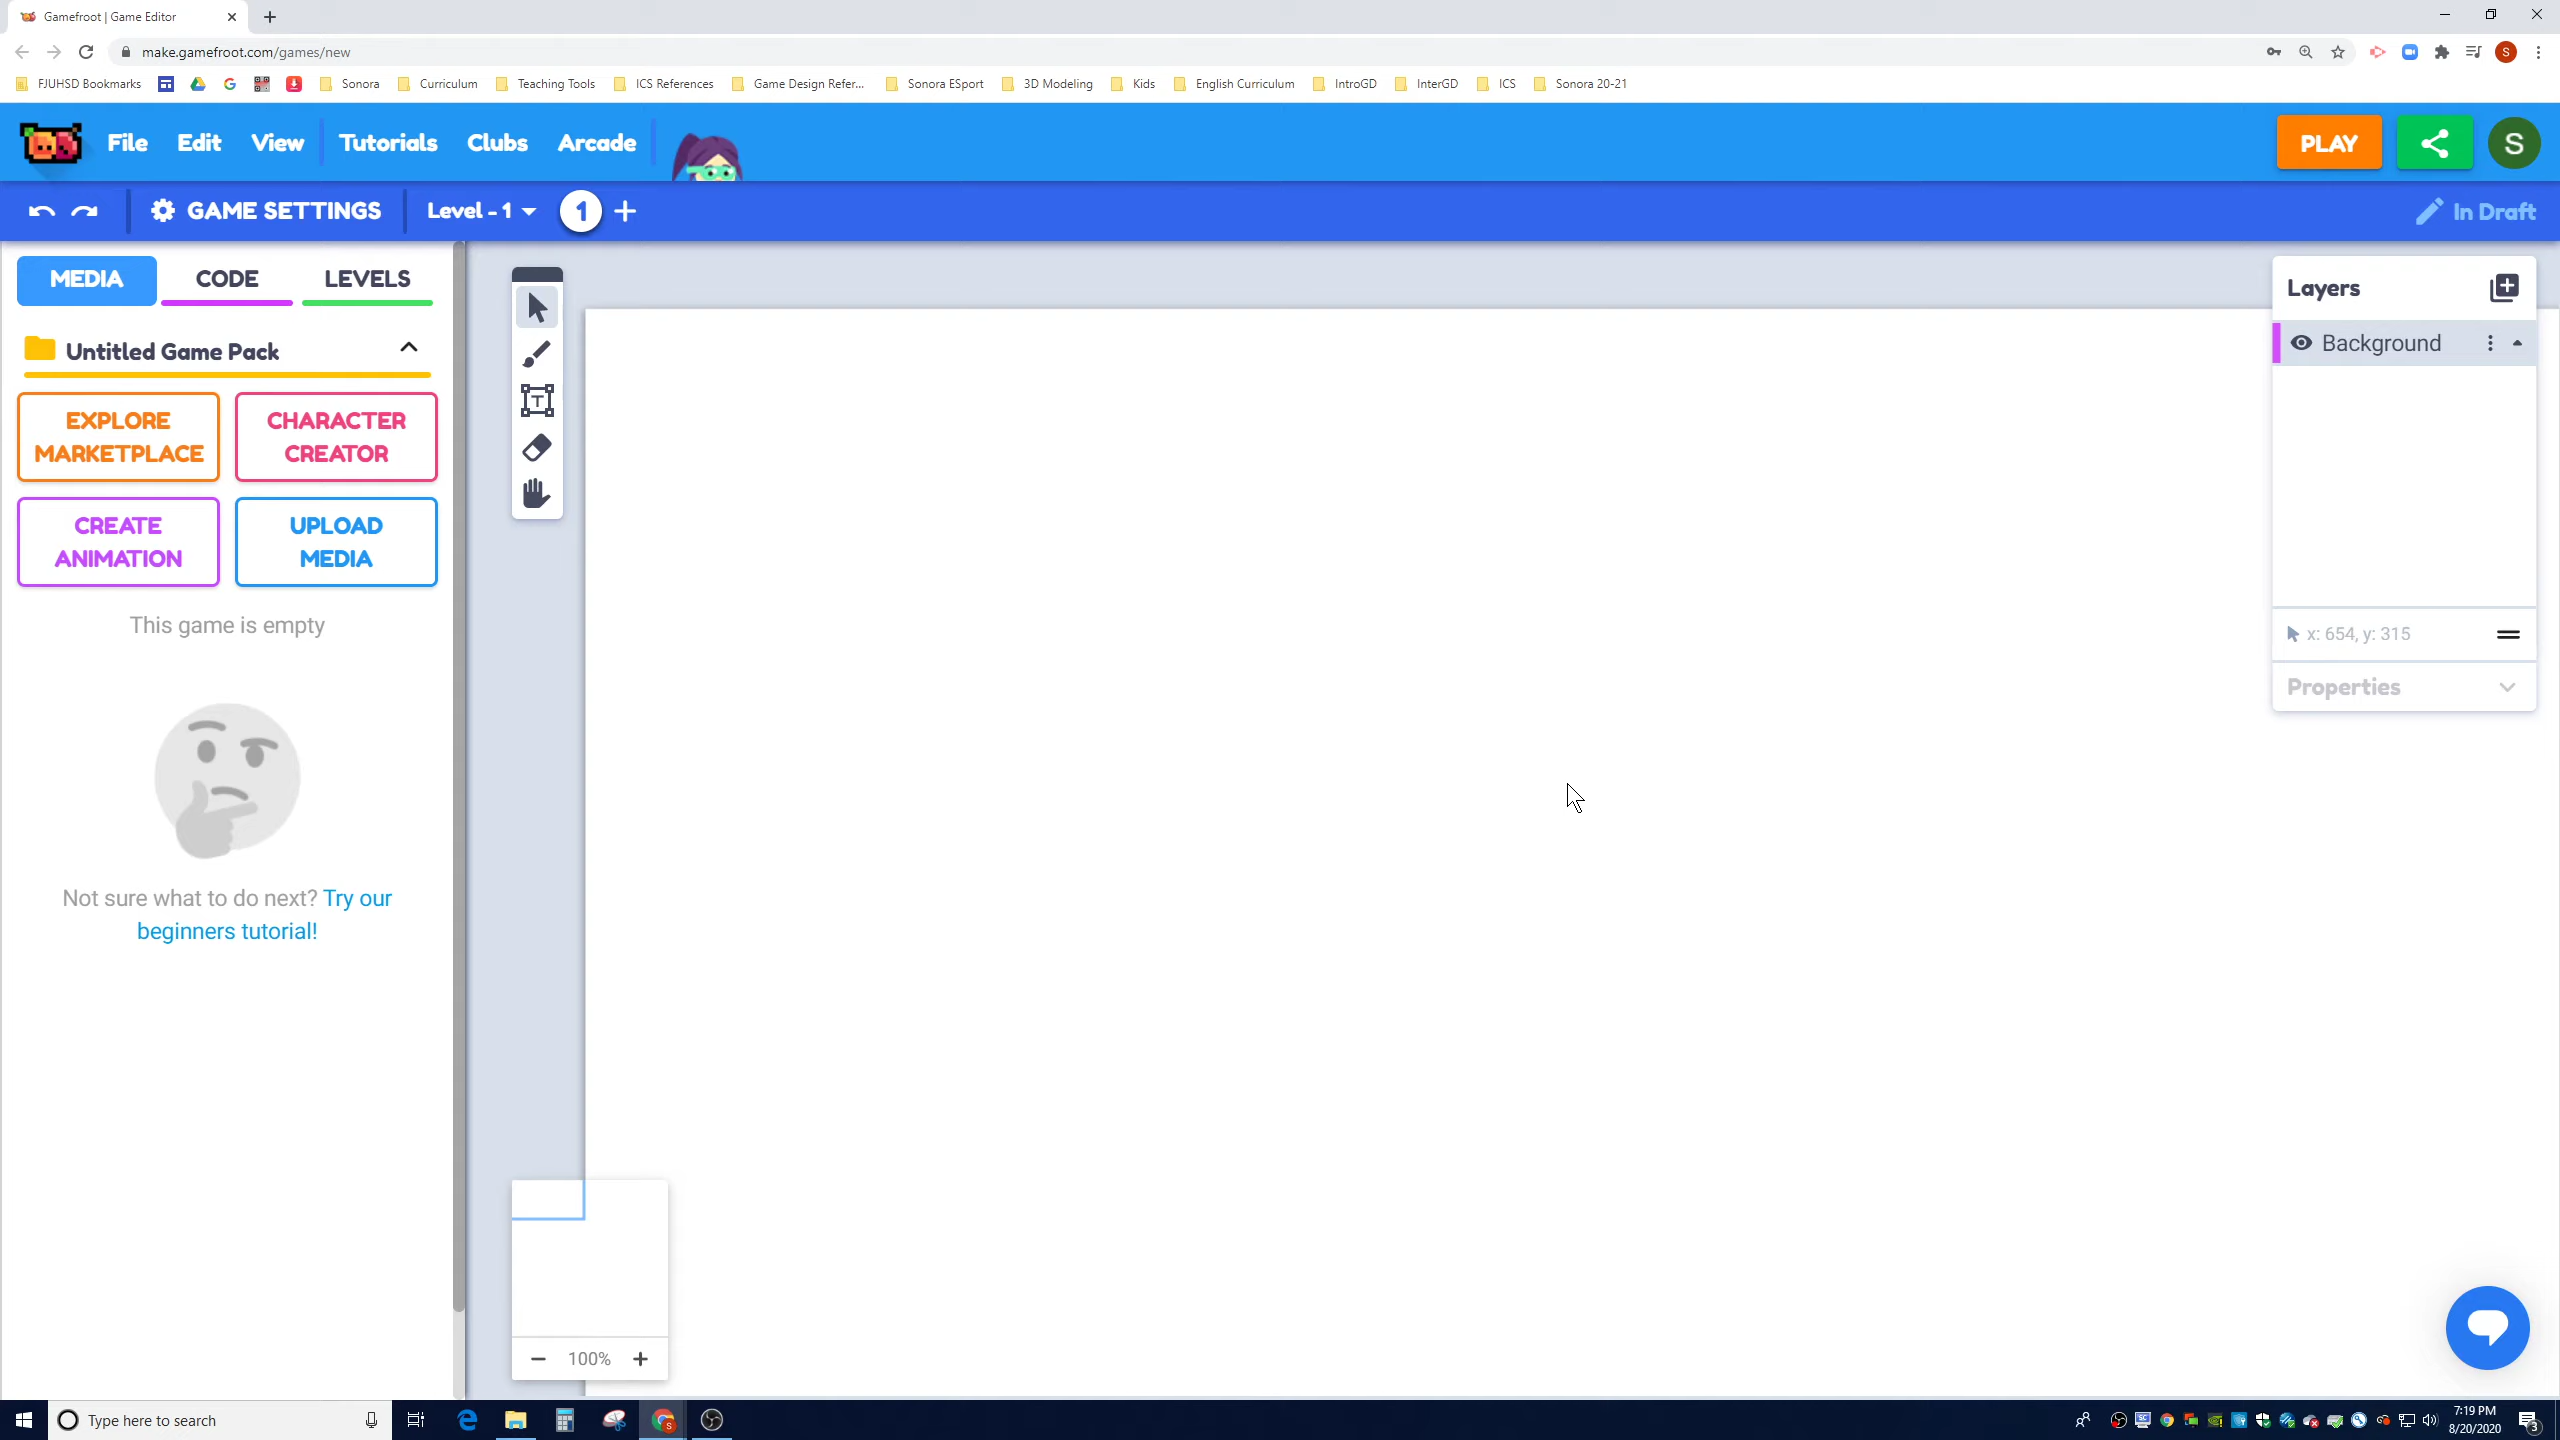 Gamefroot | Game Editor
make.gamefroot.com/games/new
FJUHSD Bookmarks Sonora Curriculum Teaching Tools ICS References Game Design Refer... Sonora ESport 3D Modeling Kids English Curriculum IntroGD InterGD ICS Sonora 20-21
File Edit View Tutorials Clubs Arcade PLAY S
GAME SETTINGS Level - 1 1 In Draft
MEDIA CODE LEVELS
Layers
Untitled Game Pack
Background
EXPLORE
MARKETPLACE
CHARACTER
CREATOR
CREATE
ANIMATION
UPLOAD
MEDIA
This game is empty
x: 654, y: 315
Properties
Not sure what to do next? Try our
beginners tutorial!
100%
Type here to search
7:19 PM
8/20/2020
3